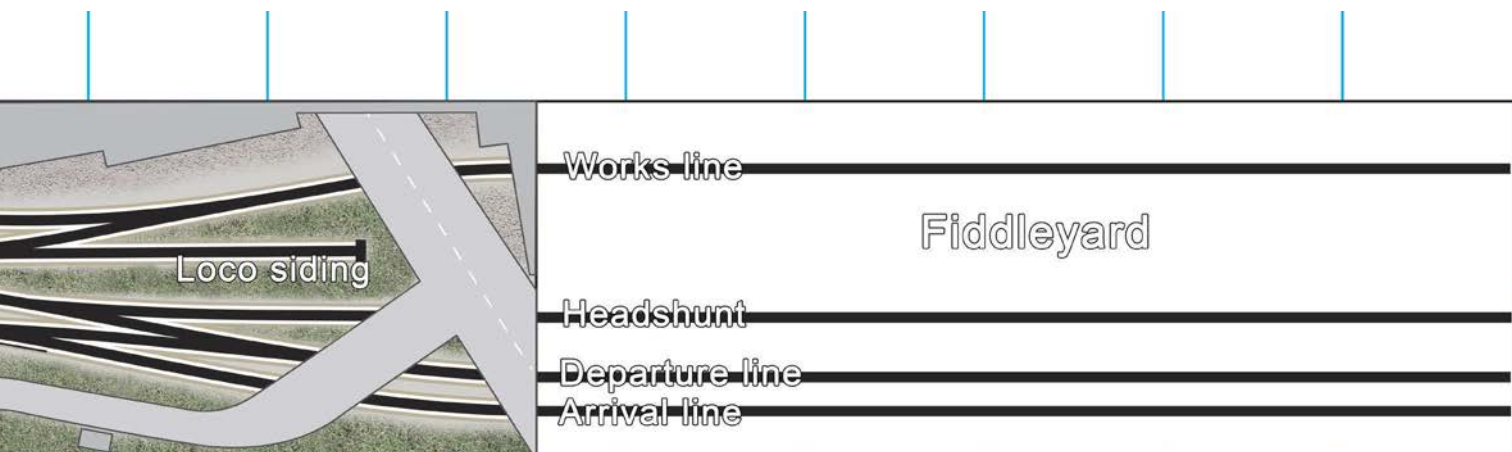 Works line
Fiddleyard
Loco siding
Headshunt
Departure line
Arrival line